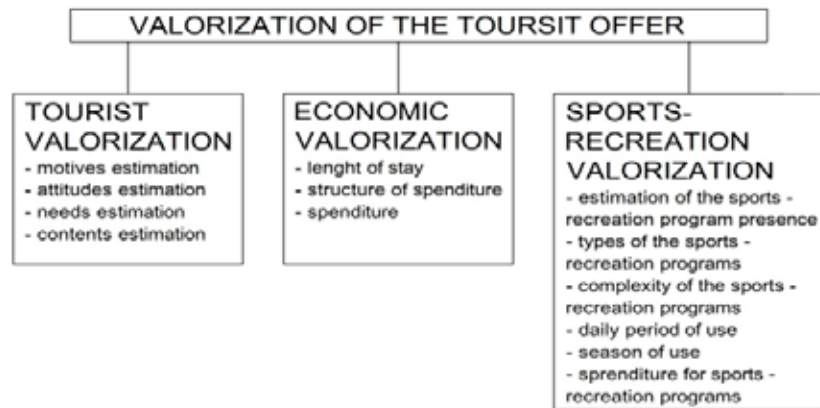 VALORIZATION OF THE TOURSIT OFFER
TOURIST
VALORIZATION
- motives estimation
- attitudes estimation
- needs estimation
- contents estimation
ECONOMIC
VALORIZATION
- lenght of stay
- structure of spenditure
- spenditure
SPORTS-
RECREATION
VALORIZATION
- estimation of the sports -
recreation program presence
- types of the sports -
recreation programs
- complexity of the sports -
recreation programs
- daily period of use
- season of use
- sprenditure for sports -
recreation programs